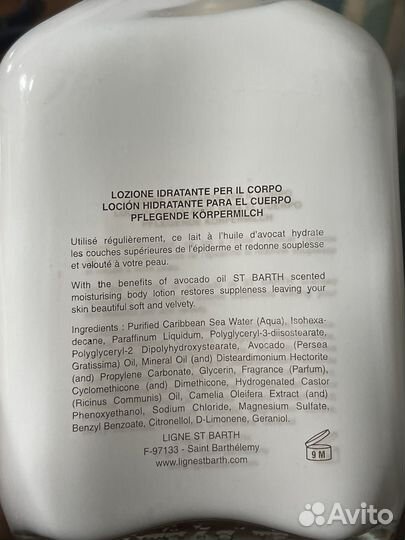 LOZIONE IDRATANTE PER IL CORPO
LOCIÓN HIDRATANTE PARA EL CUERPO
PFLEGENDE KÖRPERMILCH
Utilisé régulièrement, ce lait à l'huile d'avocat hydrate
les couches supérieures de l'épiderme et redonne souplesse
et velouté à votre peau.
With the benefits of avocado oil ST BARTH scented
moisturising body lotion restores suppleness leaving your
skin beautiful soft and velvety.
Ingredients : Purified Caribbean Sea Water (Aqua), Isohexa-
decane, Paraffinum Liquidum, Polyglyceryl-3-diisostearate,
Polyglyceryl-2 Dipolyhydroxystearate, Avocado (Persea
Gratissima) Oil, Mineral Oil (and) Disteardimonium Hectorite
(and) Propylene Carbonate, Glycerin, Fragrance (Parfum),
Cyclomethicone (and) Dimethicone, Hydrogenated Castor
(Ricinus Communis) Oil, Camelia Oleifera Extract (and)
Phenoxyethanol, Sodium Chloride, Magnesium Sulfate,
Benzyl Benzoate, Citronellol, D-Limonene, Geraniol.
LIGNE ST BARTH
F-97133 - Saint Barthélemy
www.lignestbarth.com
9 M
Avito